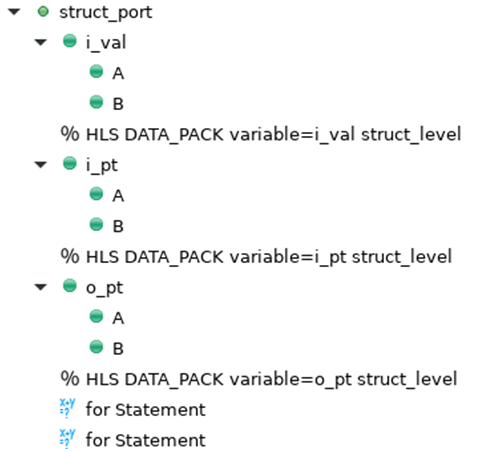 struct_port
i_val
A
B
% HLS DATA_PACK variable=i_val struct_level
i_pt
A
B
% HLS DATA_PACK variable=i_pt struct_level
o_pt
A
B
% HLS DATA_PACK variable=o_pt struct_level
x+y =? for Statement
x+y =? for Statement